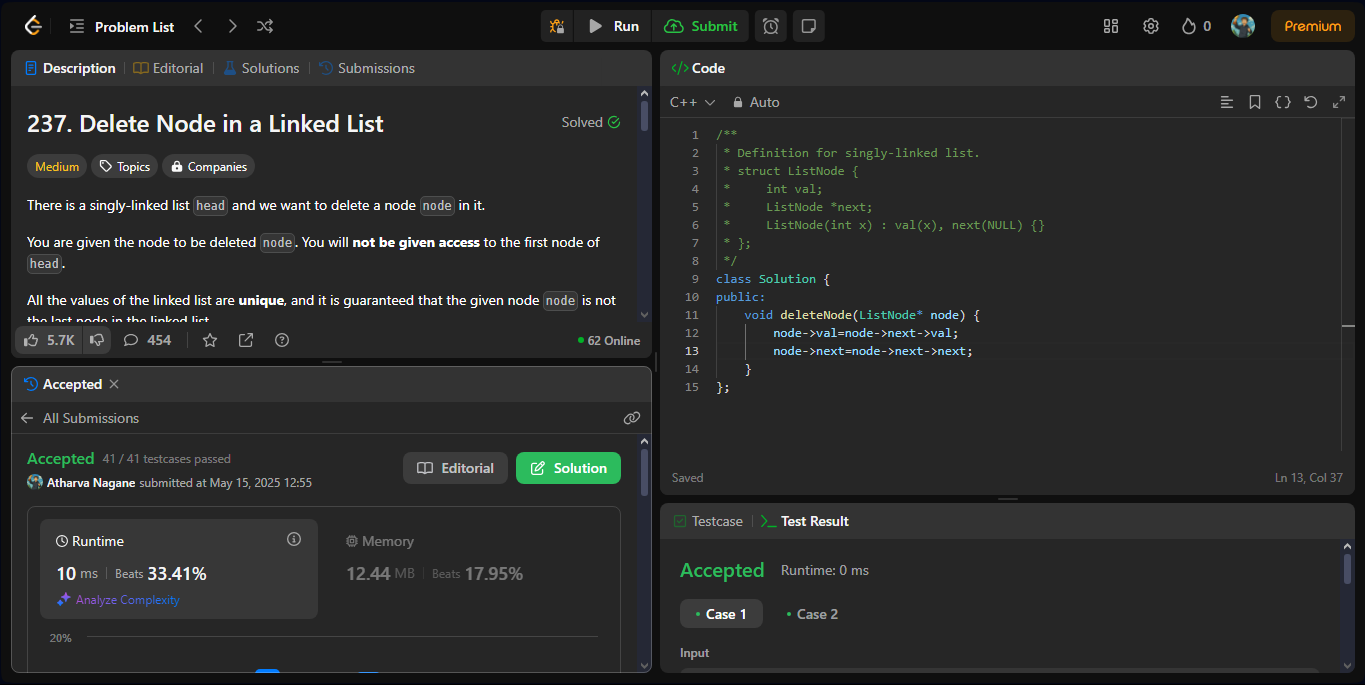 Problem List
Run
Submit
0
Premium
Description
Editorial
Solutions
Submissions
237. Delete Node in a Linked List
Solved
Medium
Topics
Companies
There is a singly-linked list head and we want to delete a node node in it.
You are given the node to be deleted node. You will not be given access to the first node of
head.
All the values of the linked list are unique, and it is guaranteed that the given node node is not
the last node in the linked list
5.7K
454
62 Online
Accepted
All Submissions
Accepted 41 / 41 testcases passed
Atharva Nagane submitted at May 15, 2025 12:55
Editorial
Solution
Runtime
10 ms Beats 33.41%
Analyze Complexity
Memory
12.44 MB Beats 17.95%
20%
</> Code
C++
Auto
1 /**
2 * Definition for singly-linked list.
3 * struct ListNode {
4 *     int val;
5 *     ListNode *next;
6 *     ListNode(int x) : val(x), next(NULL) {}
7 * };
8 */
9 class Solution {
10 public:
11     void deleteNode(ListNode* node) {
12         node->val=node->next->val;
13         node->next=node->next->next;
14     }
15 };
Saved
Ln 13, Col 37
Testcase
Test Result
Accepted Runtime: 0 ms
Case 1
Case 2
Input